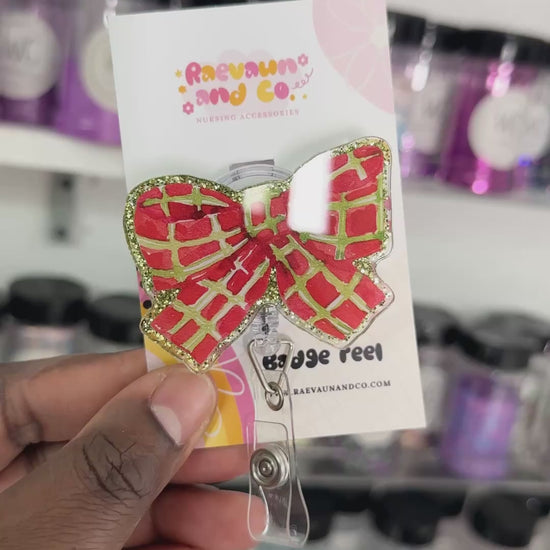 Raevaun
and Co.
NURSING ACCESSORIES
Badge reel
.RAEVAUNANDCO.COM